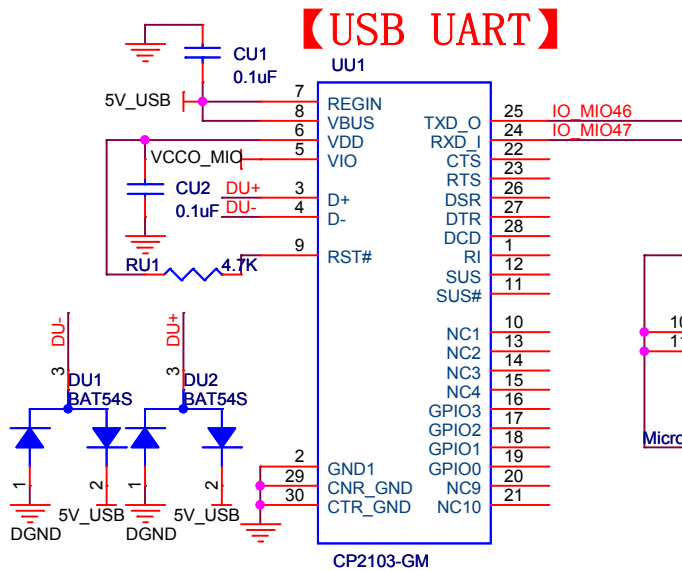 【USB UART】
CU1
0.1uF
UU1
5V_USB
7 REGIN
8 VBUS
6 VDD
5 VIO
VCCO_MIO
CU2
0.1uF
DU+ 3 D+
DU- 4 D-
9 RST#
RU1 4.7K
TXD_O 25 IO_MIO46
RXD_I 24 IO_MIO47
CTS 22
RTS 23
DSR 26
DTR 27
DCD 28
RI 1
SUS 12
SUS# 11
NC1 10
NC2 13
NC3 14
NC4 15
GPIO3 16
GPIO2 17
GPIO1 18
GPIO0 19
NC9 20
NC10 21
2 GND1
29 CNR_GND
30 CTR_GND
CP2103-GM
DU- DU+
3 3
DU1 DU2
BAT54S BAT54S
1 2 1 2
DGND 5V_USB DGND 5V_USB
10
11
Micro